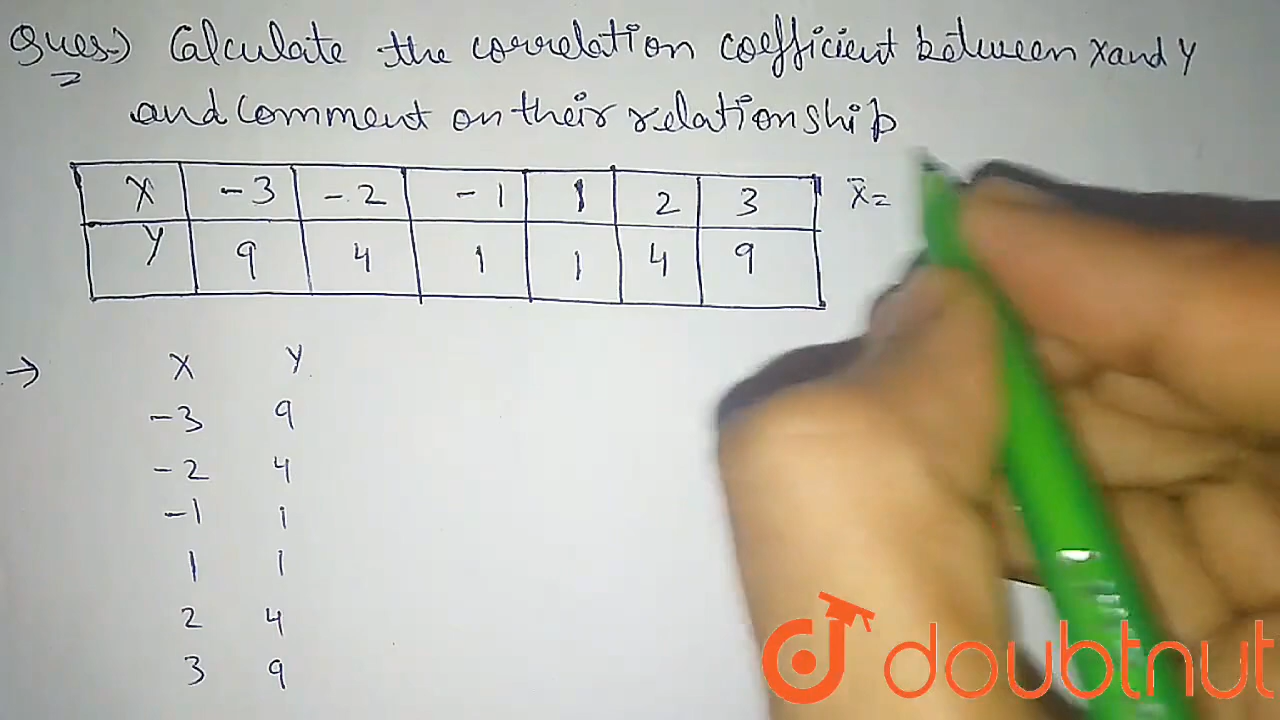 Ques) Calculate the correlation coefficient between X and Y
and comment on their relationship
X -3 -2 -1 1 2 3 X̄=
Y 9 4 1 1 4 9
→ X Y
-3 9
-2 4
-1 1
1 1
2 4
3 9
doubtnut